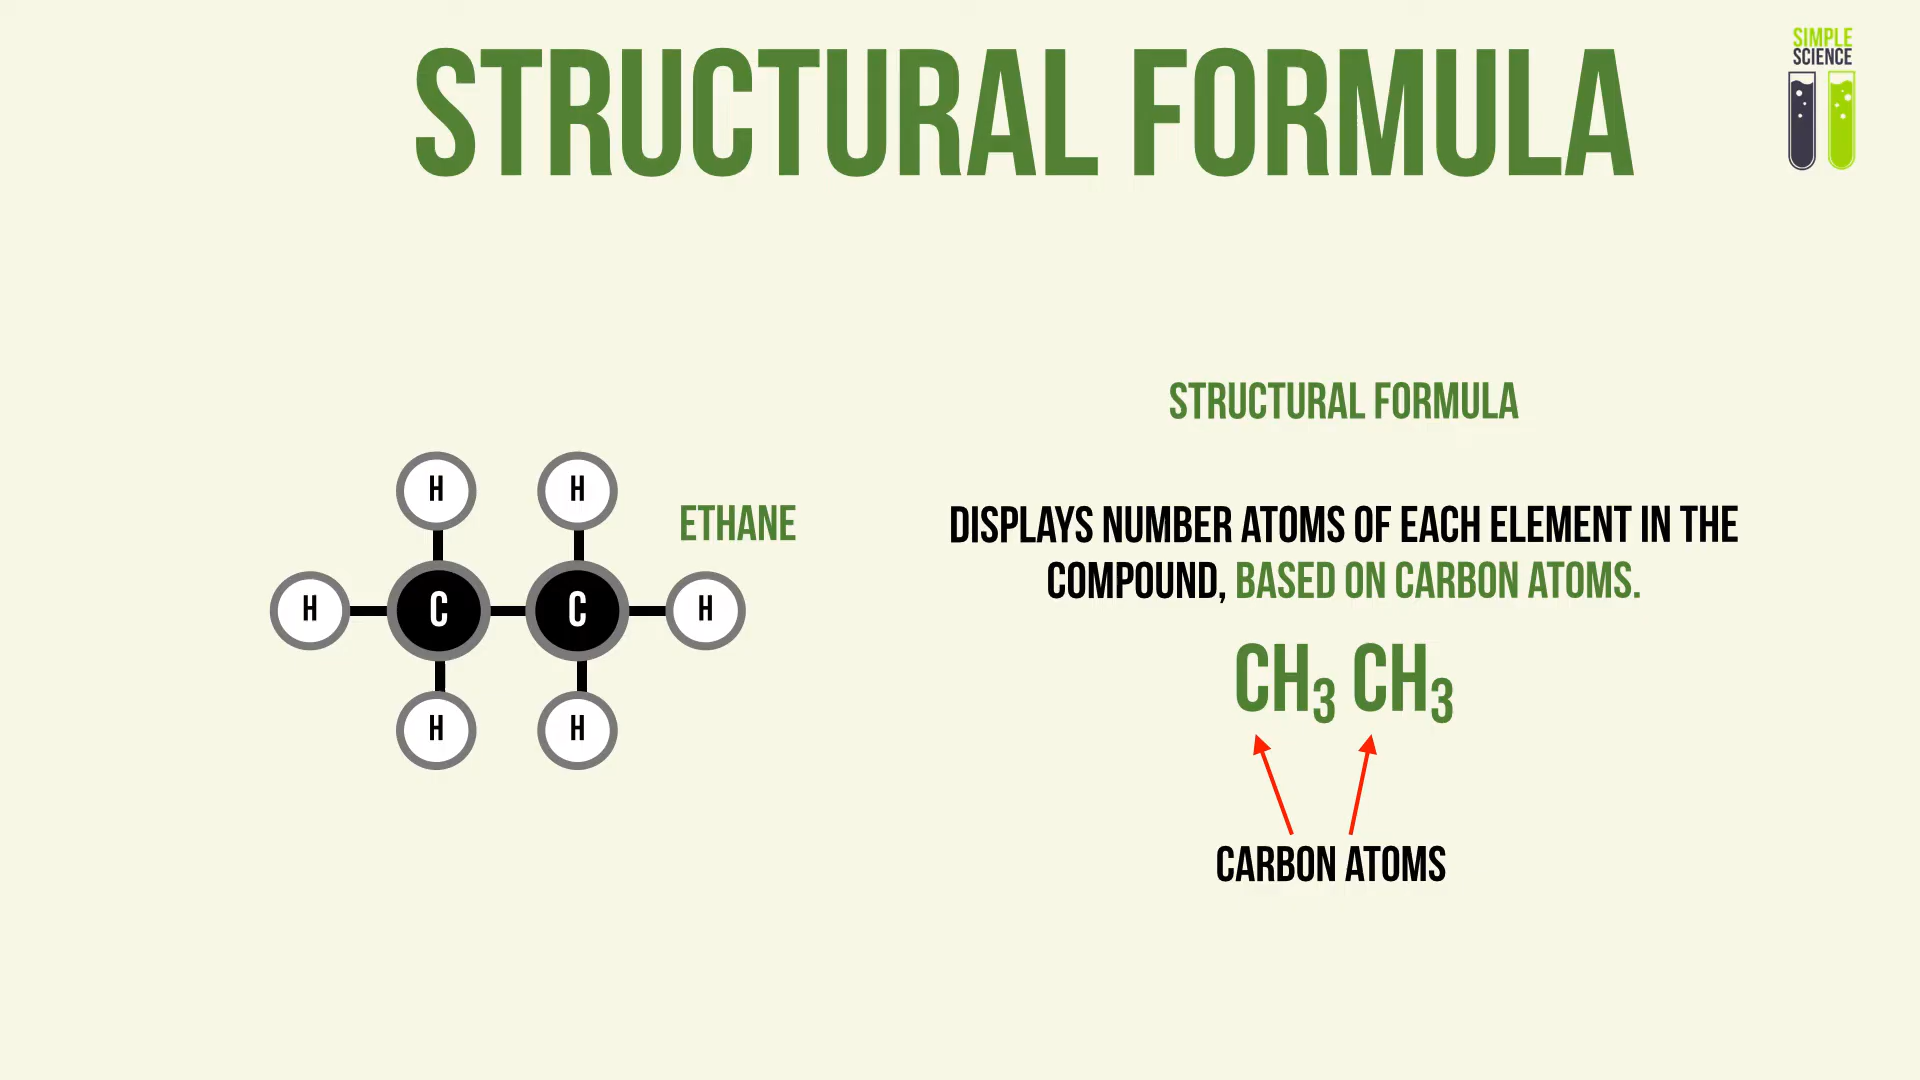 STRUCTURAL FORMULA
SIMPLE
SCIENCE
STRUCTURAL FORMULA
H H
ETHANE
H C C H
H H
DISPLAYS NUMBER ATOMS OF EACH ELEMENT IN THE
COMPOUND, BASED ON CARBON ATOMS.
CH₃ CH₃
CARBON ATOMS